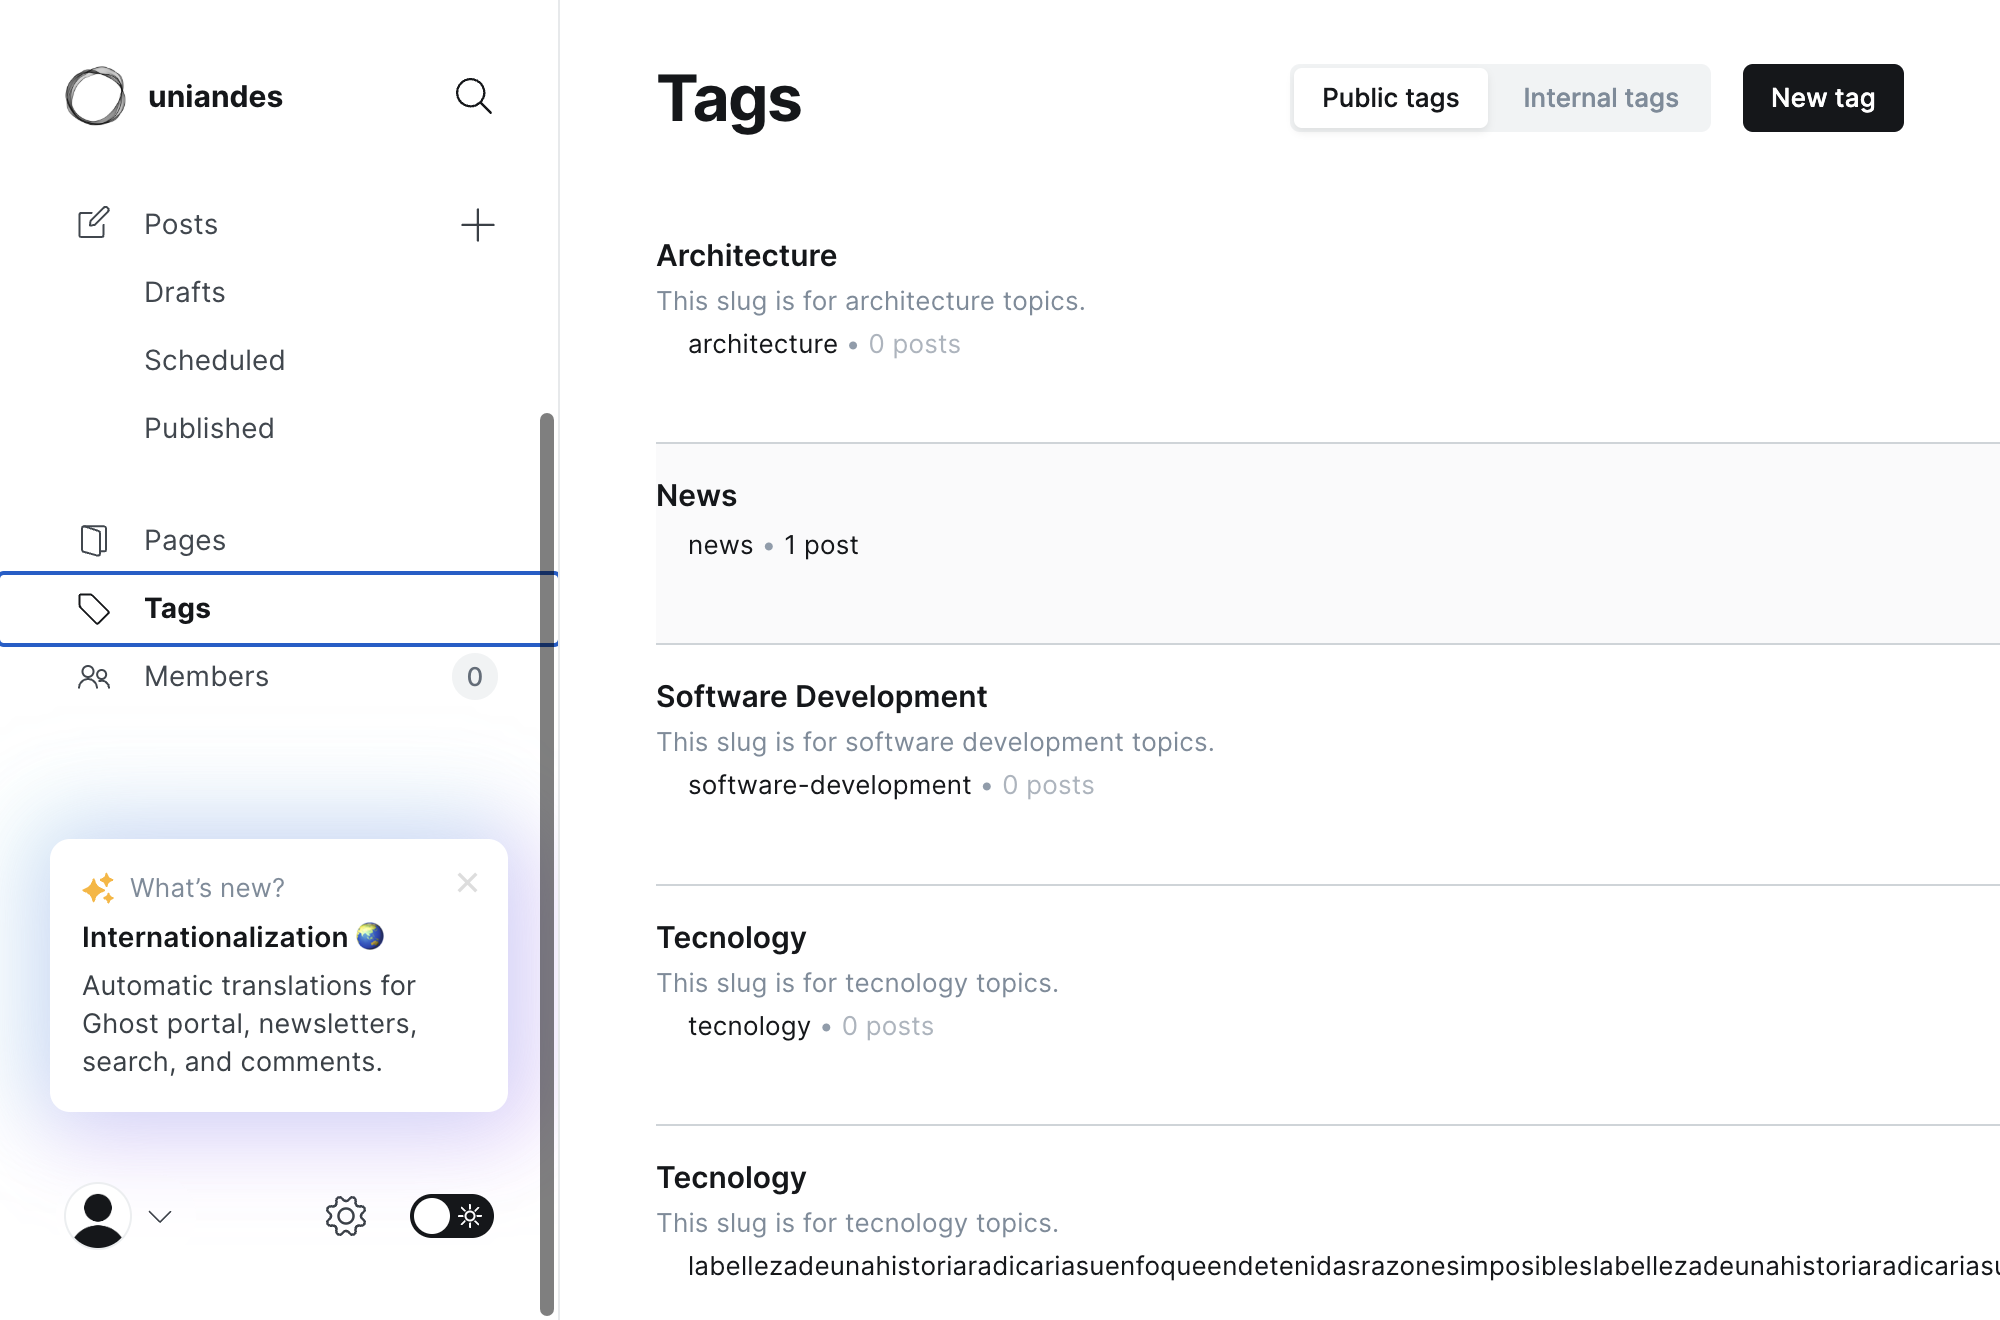 uniandes
Posts
Drafts
Scheduled
Published
Pages
Tags
Members
0
What’s new?
Internationalization
Automatic translations for
Ghost portal, newsletters,
search, and comments.
Tags
Public tags
Internal tags
New tag
Architecture
This slug is for architecture topics.
architecture • 0 posts
News
news • 1 post
Software Development
This slug is for software development topics.
software-development • 0 posts
Tecnology
This slug is for tecnology topics.
tecnology • 0 posts
Tecnology
This slug is for tecnology topics.
labellezadeunahistoriaradicariasuenfoqueendetenidasrazonesimposibleslabellezadeunahistoriaradicarias